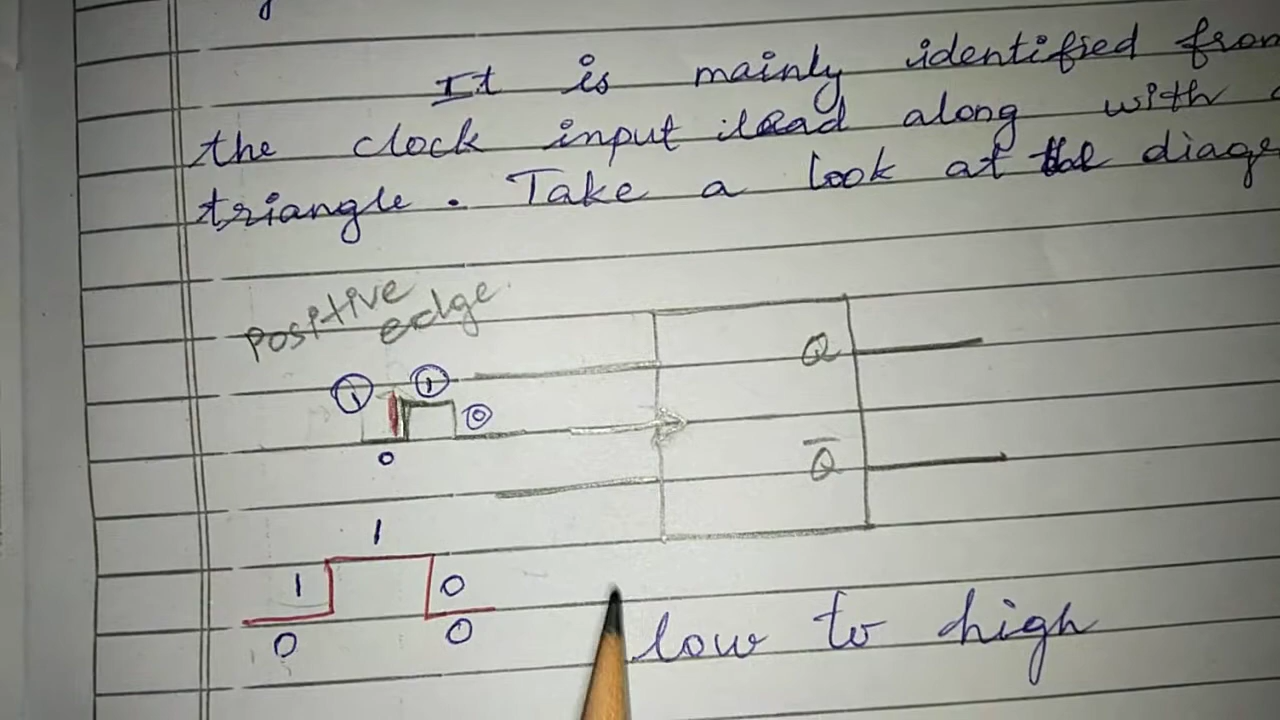 It is mainly identified from
the clock input lead along with
triangle. Take a look at the
positive
edge.
1 1
0
0
Q
Q̅
1
1 0
0 0
low to high